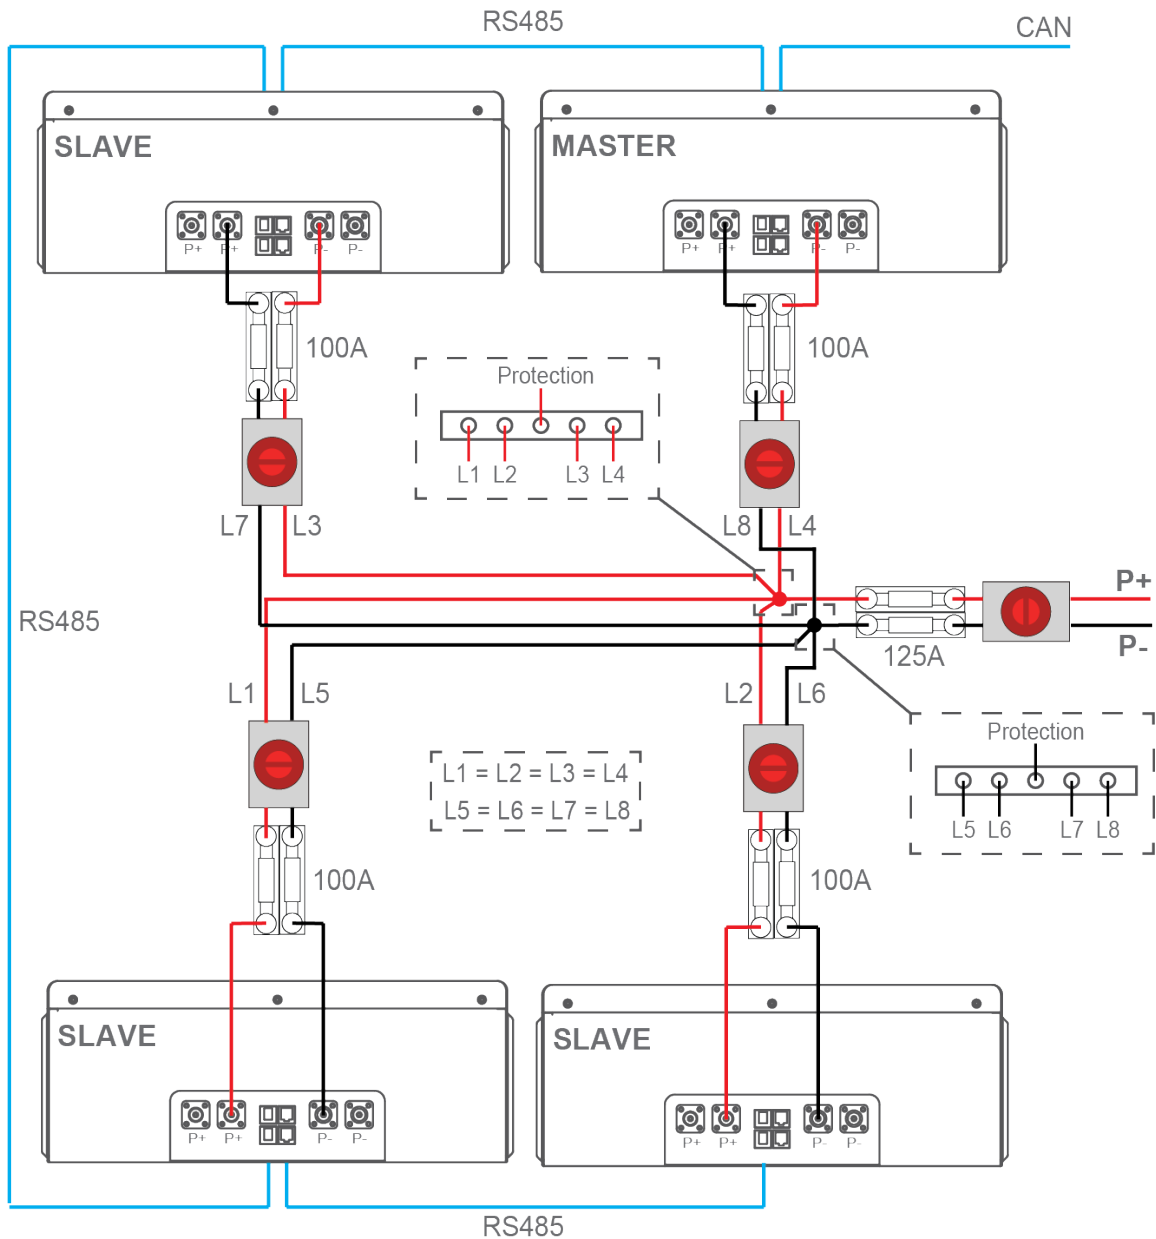 RS485
CAN
SLAVE
MASTER
P+ P+ P- P-
P+ P+ P- P-
100A
100A
Protection
L1 L2 L3 L4
L7 L3
L8 L4
P+
RS485
P-
125A
L1 L5
L2 L6
Protection
L5 L6 L7 L8
L1 = L2 = L3 = L4
L5 = L6 = L7 = L8
100A
100A
SLAVE
SLAVE
P+ P+ P- P-
P+ P+ P- P-
RS485